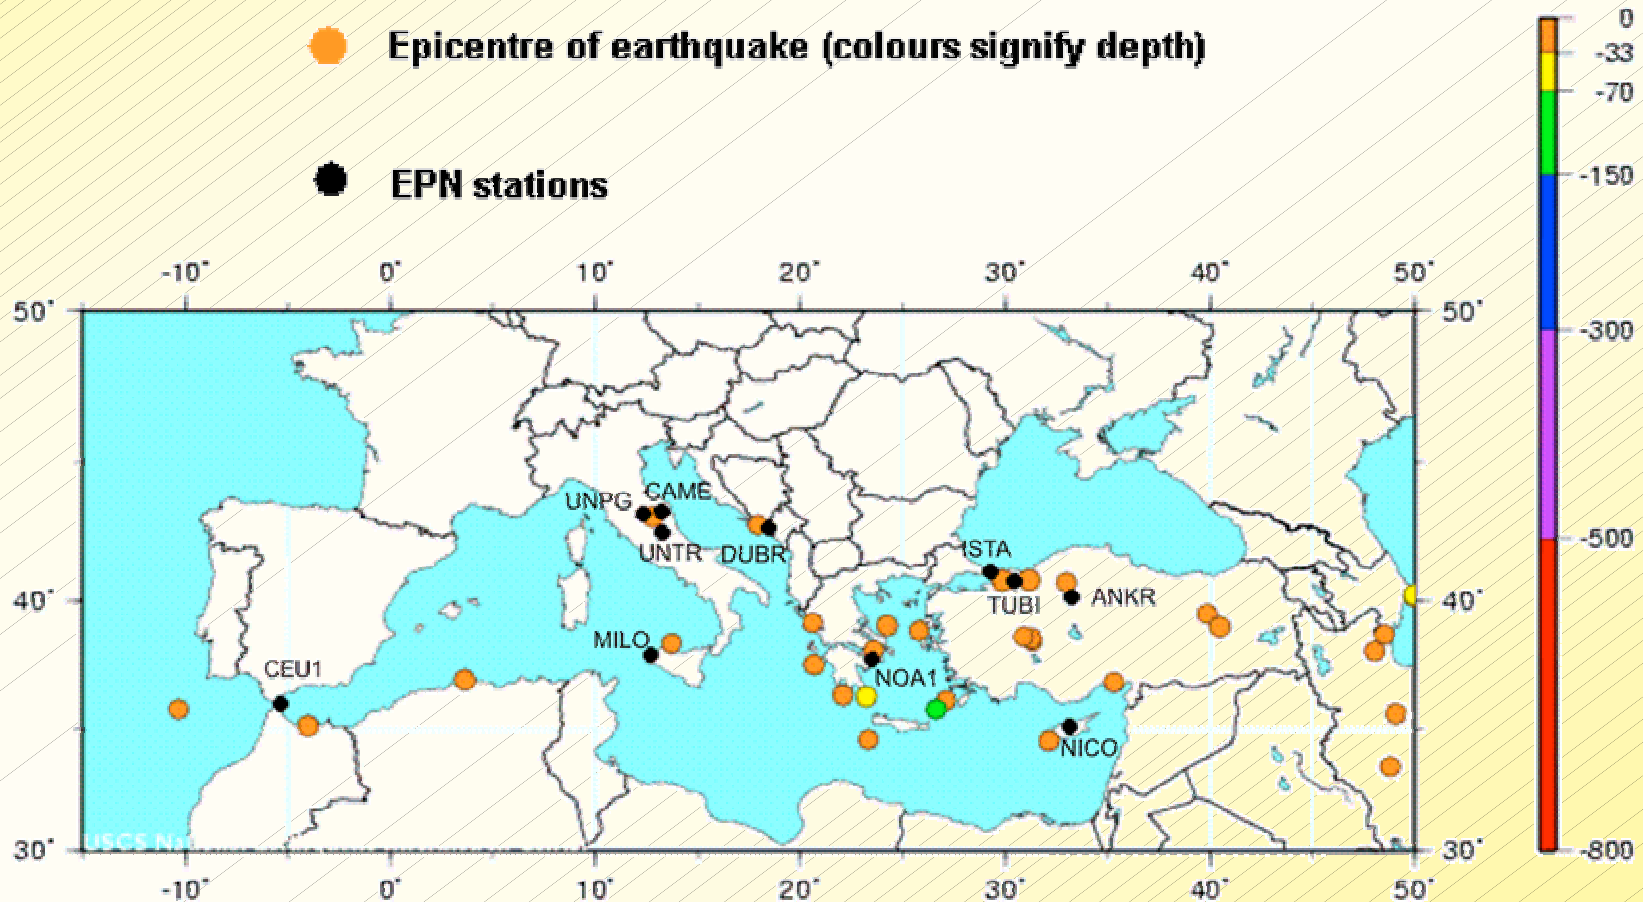 Epicentre of earthquake (colours signify depth)
EPN stations
0
-33
-70
-150
-300
-500
-800
-10° 0° 10° 20° 30° 40° 50°
50° 50°
UNPG CAME
UNTR DUBR
ISTA
40° TUBI ANKR 40°
MILO
CEU1 NOA1
NICO
USGS
30° 30°
-10° 0° 10° 20° 30° 40° 50°